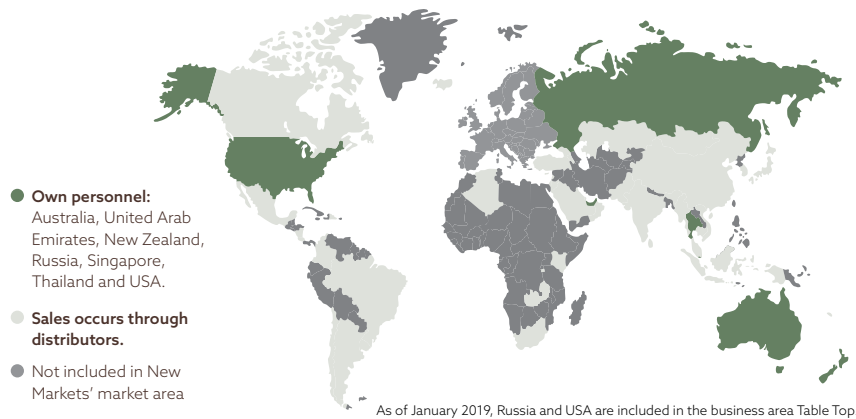 Own personnel:
Australia, United Arab
Emirates, New Zealand,
Russia, Singapore,
Thailand and USA.
Sales occurs through
distributors.
Not included in New
Markets’ market area
As of January 2019, Russia and USA are included in the business area Table Top